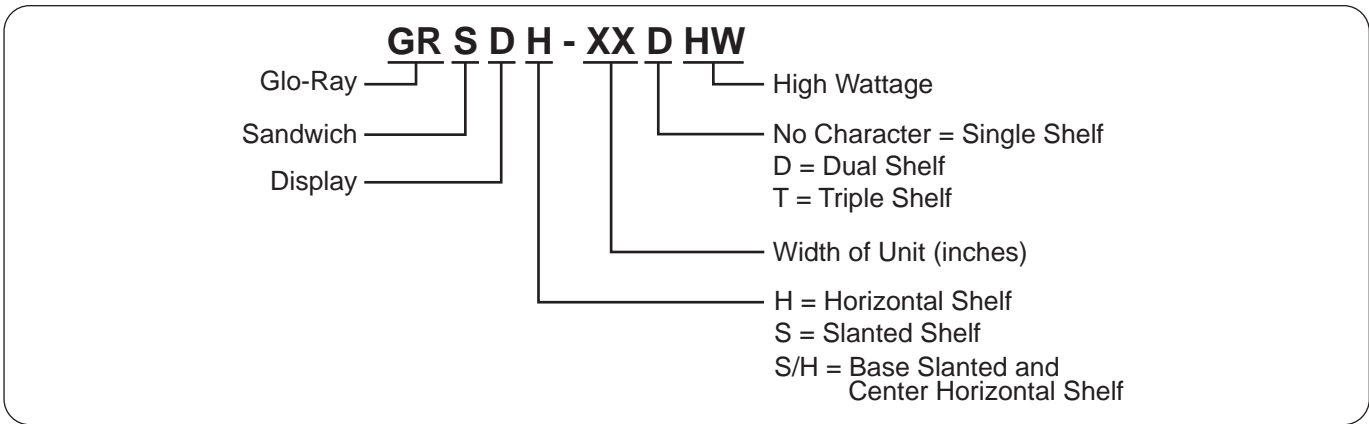 GR S D H - XX D HW
Glo-Ray
Sandwich
Display
High Wattage
No Character = Single Shelf
D = Dual Shelf
T = Triple Shelf
Width of Unit (inches)
H = Horizontal Shelf
S = Slanted Shelf
S/H = Base Slanted and
Center Horizontal Shelf